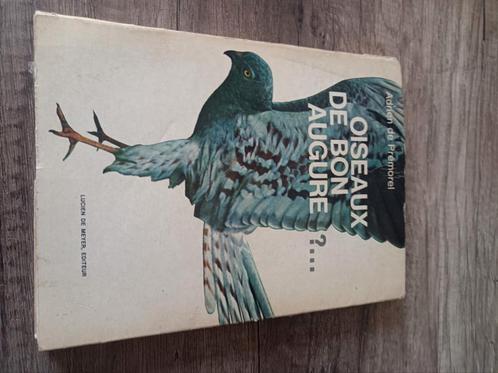 Adrien de Prémorel
OISEAUX
DE BON
AUGURE ?...
LUCIEN DE MEYER, EDITEUR